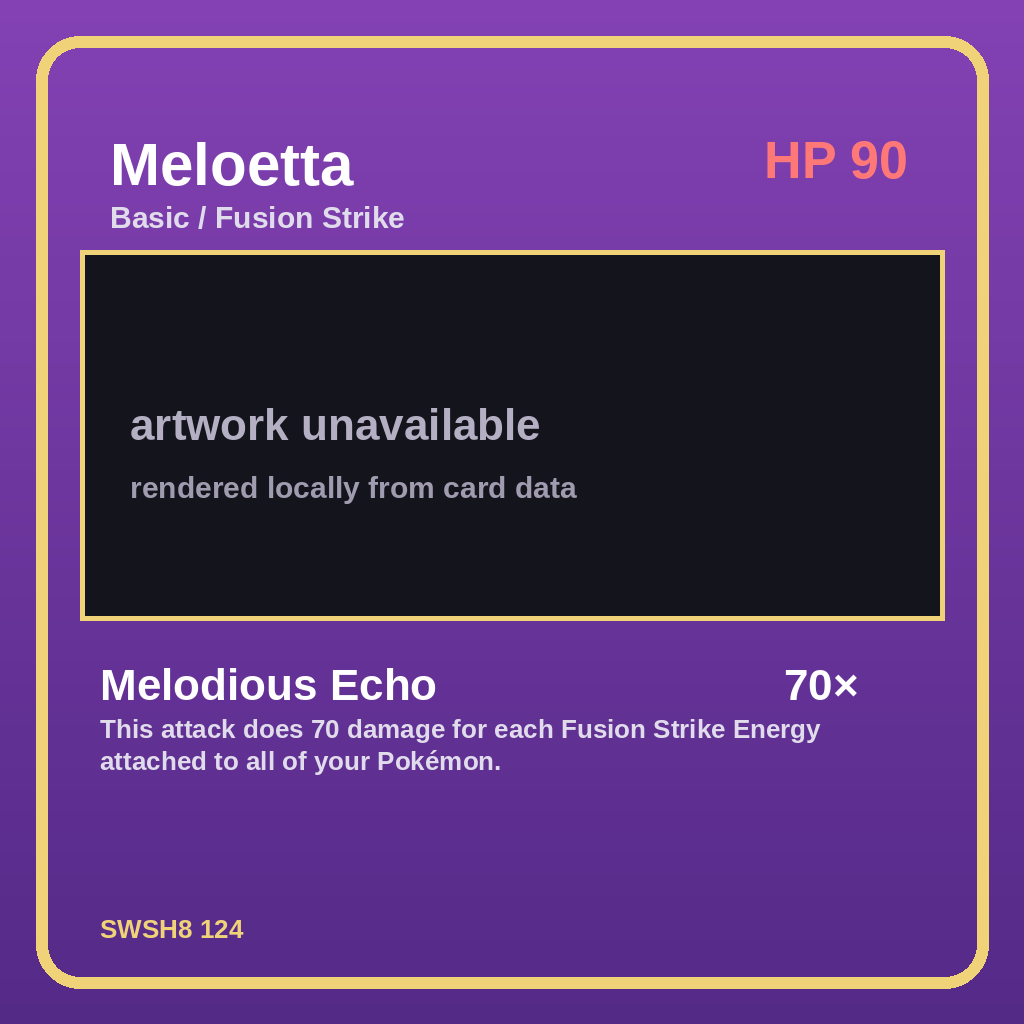 Meloetta
HP 90
Basic / Fusion Strike
artwork unavailable
rendered locally from card data
Melodious Echo
70×
This attack does 70 damage for each Fusion Strike Energy
attached to all of your Pokémon.
SWSH8 124